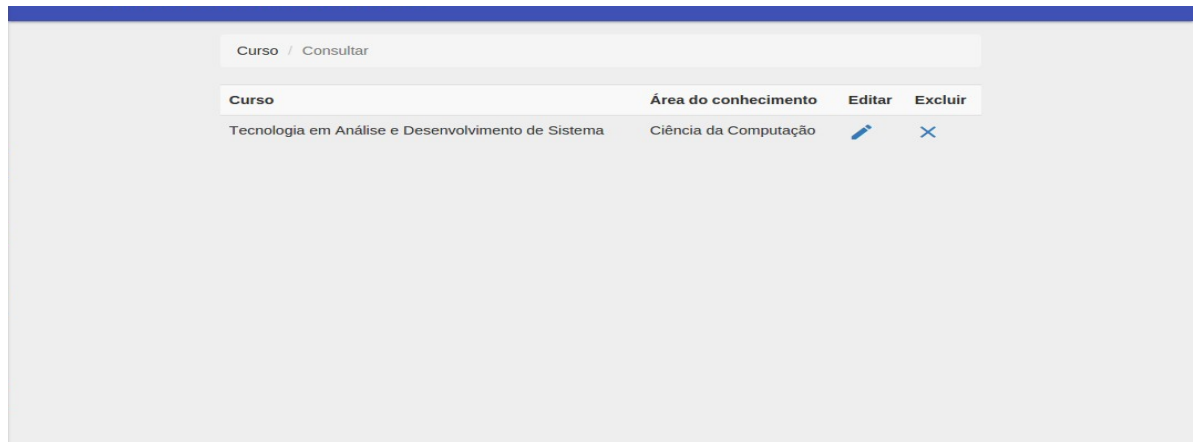 Curso / Consultar
Curso Área do conhecimento Editar Excluir
Tecnologia em Análise e Desenvolvimento de Sistema Ciência da Computação